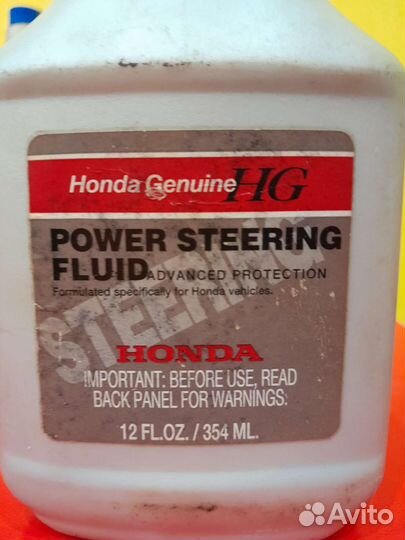 Honda Genuine HG
POWER STEERING
FLUID ADVANCED PROTECTION
Formulated specifically for Honda vehicles.
STEERING
HONDA
IMPORTANT: BEFORE USE, READ
BACK PANEL FOR WARNINGS.
12 FL.OZ. / 354 ML.
Avito